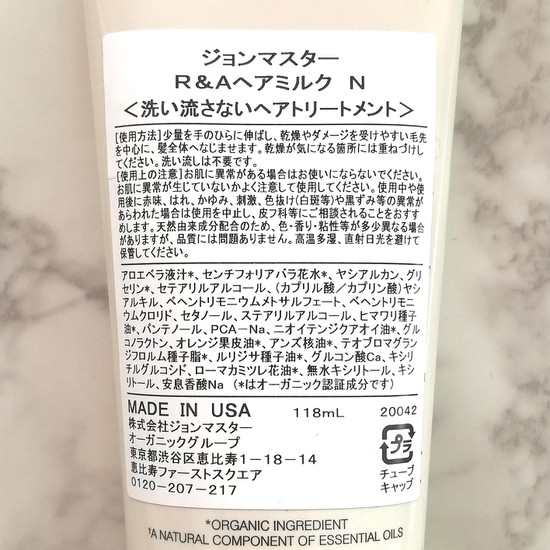 ジョンマスター
R&Aヘアミルク N
＜洗い流さないヘアトリートメント＞
【使用方法】少量を手のひらに伸ばし、乾燥やダメージを受けやすい毛先
を中心に、髪全体へなじませます。乾燥が気になる箇所には重ねづけし
てください。洗い流しは不要です。
【使用上の注意】お肌に異常がある場合はお使いにならないでください。
お肌に異常が生じていないかよく注意して使用してください。使用中や使
用後に赤味、はれ、かゆみ、刺激、色抜け(白斑等)や黒ずみ等の異常が
あらわれた場合は使用を中止し、皮フ科等にご相談されることをおすす
めします。天然由来成分配合のため、色・香り・粘性等が多少異なる場合
がありますが、品質には問題ありません。高温多湿、直射日光を避けて
保管してください。
アロエベラ液汁*、センチフォリアバラ花水*、ヤシアルカン、グリ
セリン*、セテアリルアルコール、(カプリル酸／カプリン酸)ヤシ
アルキル、ベヘントリモニウムメトサルフェート、ベヘントリモニ
ウムクロリド、セタノール、ステアリルアルコール、ヒマワリ種子
油*、パンテノール、PCA－Na、ニオイテンジクアオイ油*、グル
コノラクトン、オレンジ果皮油*、アンズ核油*、テオブロマグラン
ジフロルム種子脂*、ルリジサ種子油*、グルコン酸Ca、キシリ
チルグルコシド、ローマカミツレ花油*、無水キシリトール、キシ
リトール、安息香酸Na (*はオーガニック認証成分です)
MADE IN USA 118mL 20042
株式会社ジョンマスター
オーガニックグループ
東京都渋谷区恵比寿1－18－14
恵比寿ファーストスクエア
0120-207-217
プラ
チューブ
キャップ
*ORGANIC INGREDIENT
†A NATURAL COMPONENT OF ESSENTIAL OILS